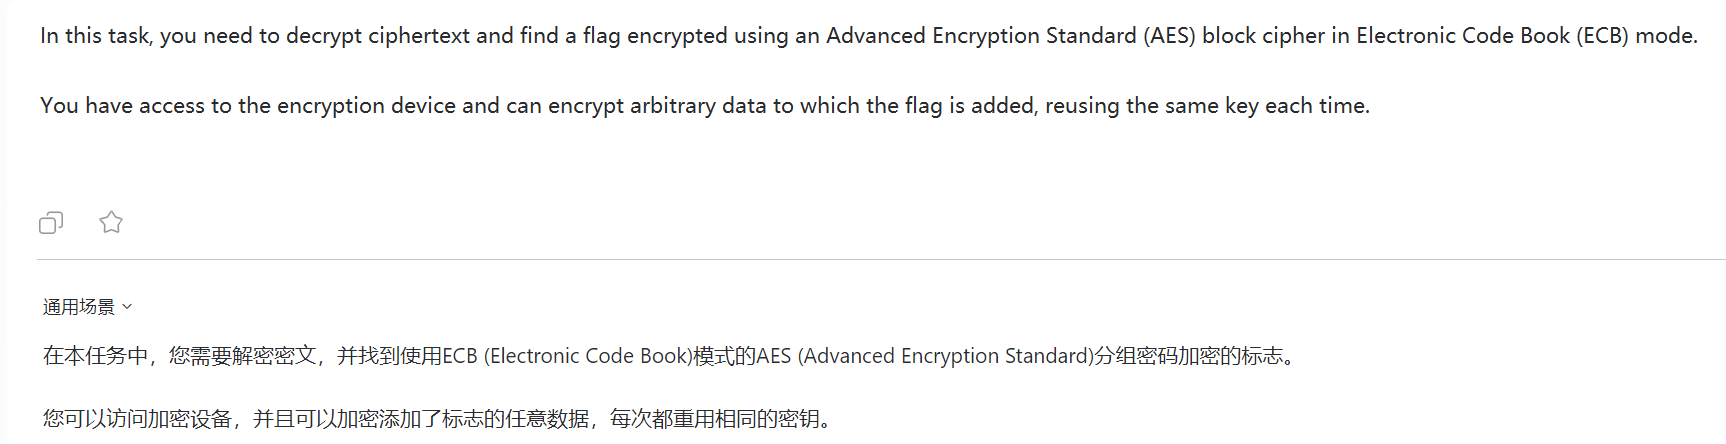 In this task, you need to decrypt ciphertext and find a flag encrypted using an Advanced Encryption Standard (AES) block cipher in Electronic Code Book (ECB) mode.
You have access to the encryption device and can encrypt arbitrary data to which the flag is added, reusing the same key each time.
通用场景
在本任务中，您需要解密密文，并找到使用ECB (Electronic Code Book)模式的AES (Advanced Encryption Standard)分组密码加密的标志。
您可以访问加密设备，并且可以加密添加了标志的任意数据，每次都重用相同的密钥。